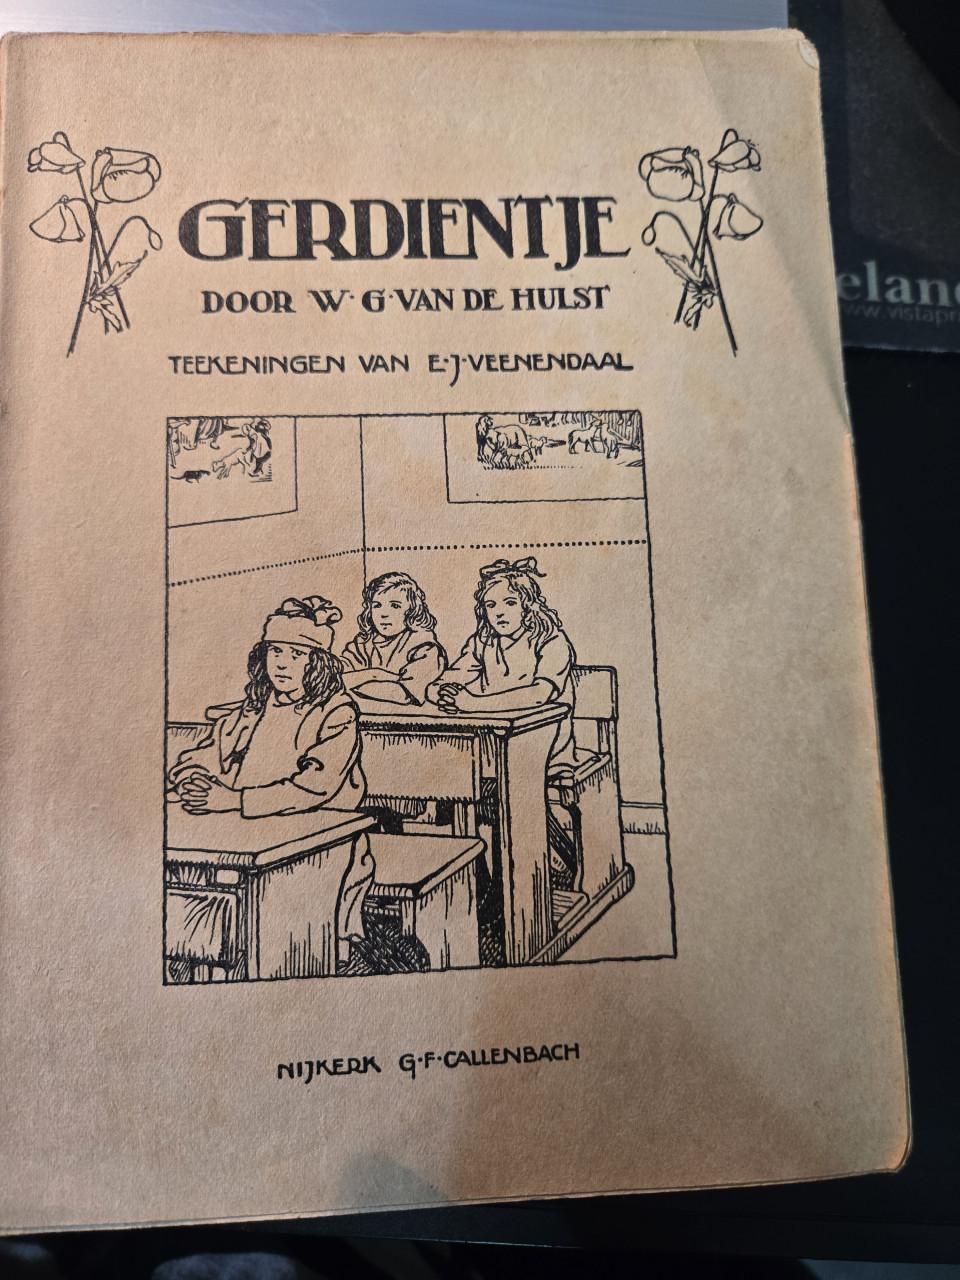 GERDIENTJE
DOOR W·G·VAN DE HULST
TEEKENINGEN VAN E·J·VEENENDAAL
NIJKERK G·F·CALLENBACH